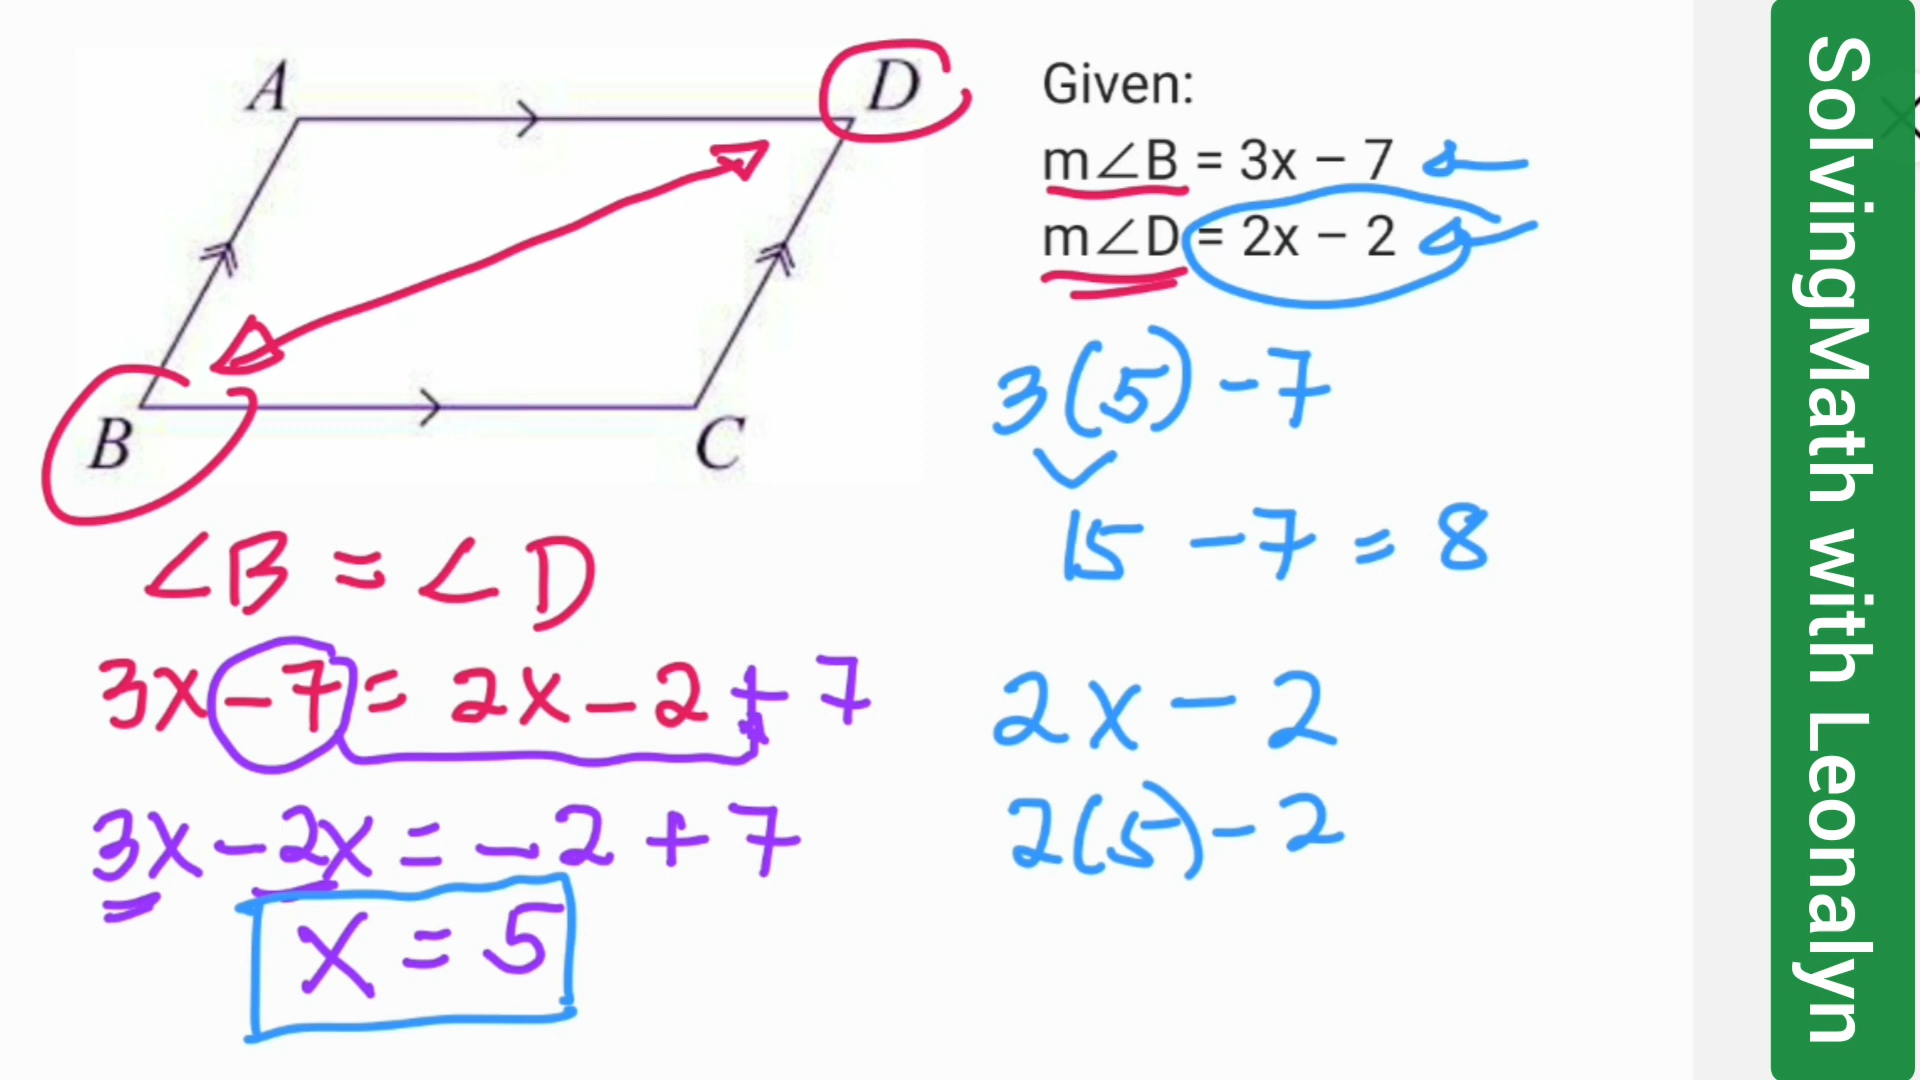 A
D
B
C
Given:
m∠B = 3x – 7
m∠D = 2x – 2
3(5) - 7
15 - 7 = 8
2x - 2
2(5) - 2
∠B = ∠D
3x - 7 = 2x - 2 + 7
3x - 2x = - 2 + 7
x = 5
SolvingMath with Leonalyn